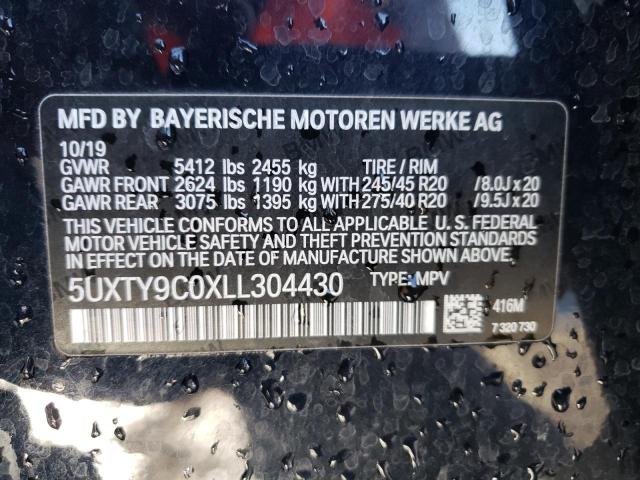 MFD BY BAYERISCHE MOTOREN WERKE AG
10/19
GVWR 5412 lbs 2455 kg TIRE / RIM
GAWR FRONT 2624 lbs 1190 kg WITH 245/45 R20 /8.0J x 20
GAWR REAR 3075 lbs 1395 kg WITH 275/40 R20 /9.5J x 20
THIS VEHICLE CONFORMS TO ALL APPLICABLE U. S. FEDERAL
MOTOR VEHICLE SAFETY AND THEFT PREVENTION STANDARDS
IN EFFECT ON THE DATE OF MANUFACTURE SHOWN ABOVE.
5UXTY9C0XLL304430 TYPE: MPV
416M
7 320 730